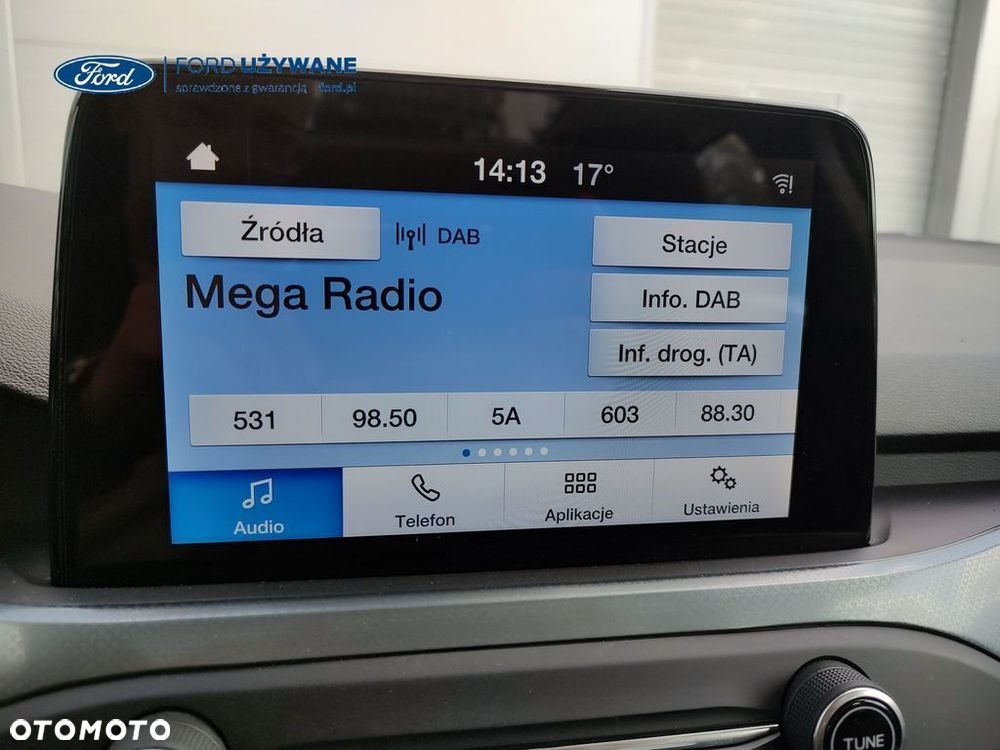 Ford FORD UŻYWANE
sprawdzone z gwarancją ford.pl
14:13 17°
Źródła DAB Stacje
Mega Radio Info. DAB
Inf. drog. (TA)
531 98.50 5A 603 88.30
Audio Telefon Aplikacje Ustawienia
TUNE
OTOMOTO